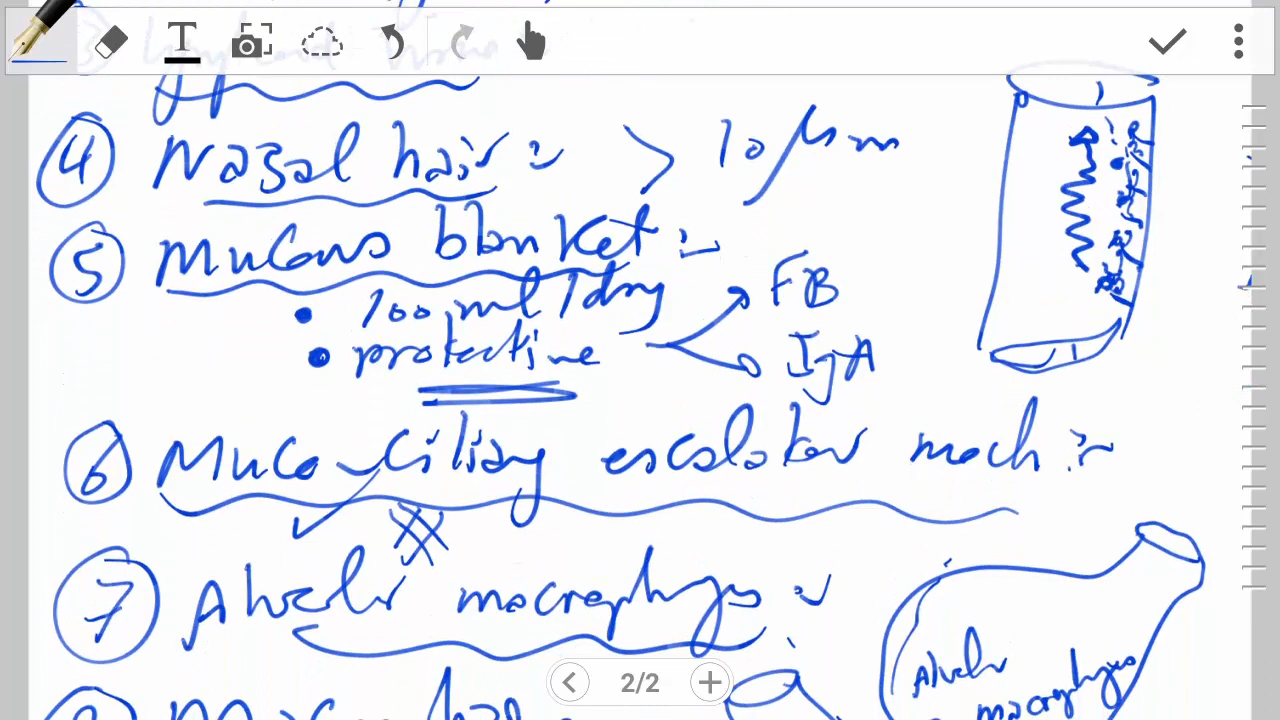 ④ Nasal hair :- > 10 μm
⑤ Mucous blanket :-
• 100 ml / day
• protective
FB
IgA
⑥ Muco-ciliary escalator mech :-
⑦ Alveolar macrophages
Alveolar
macrophages
2/2